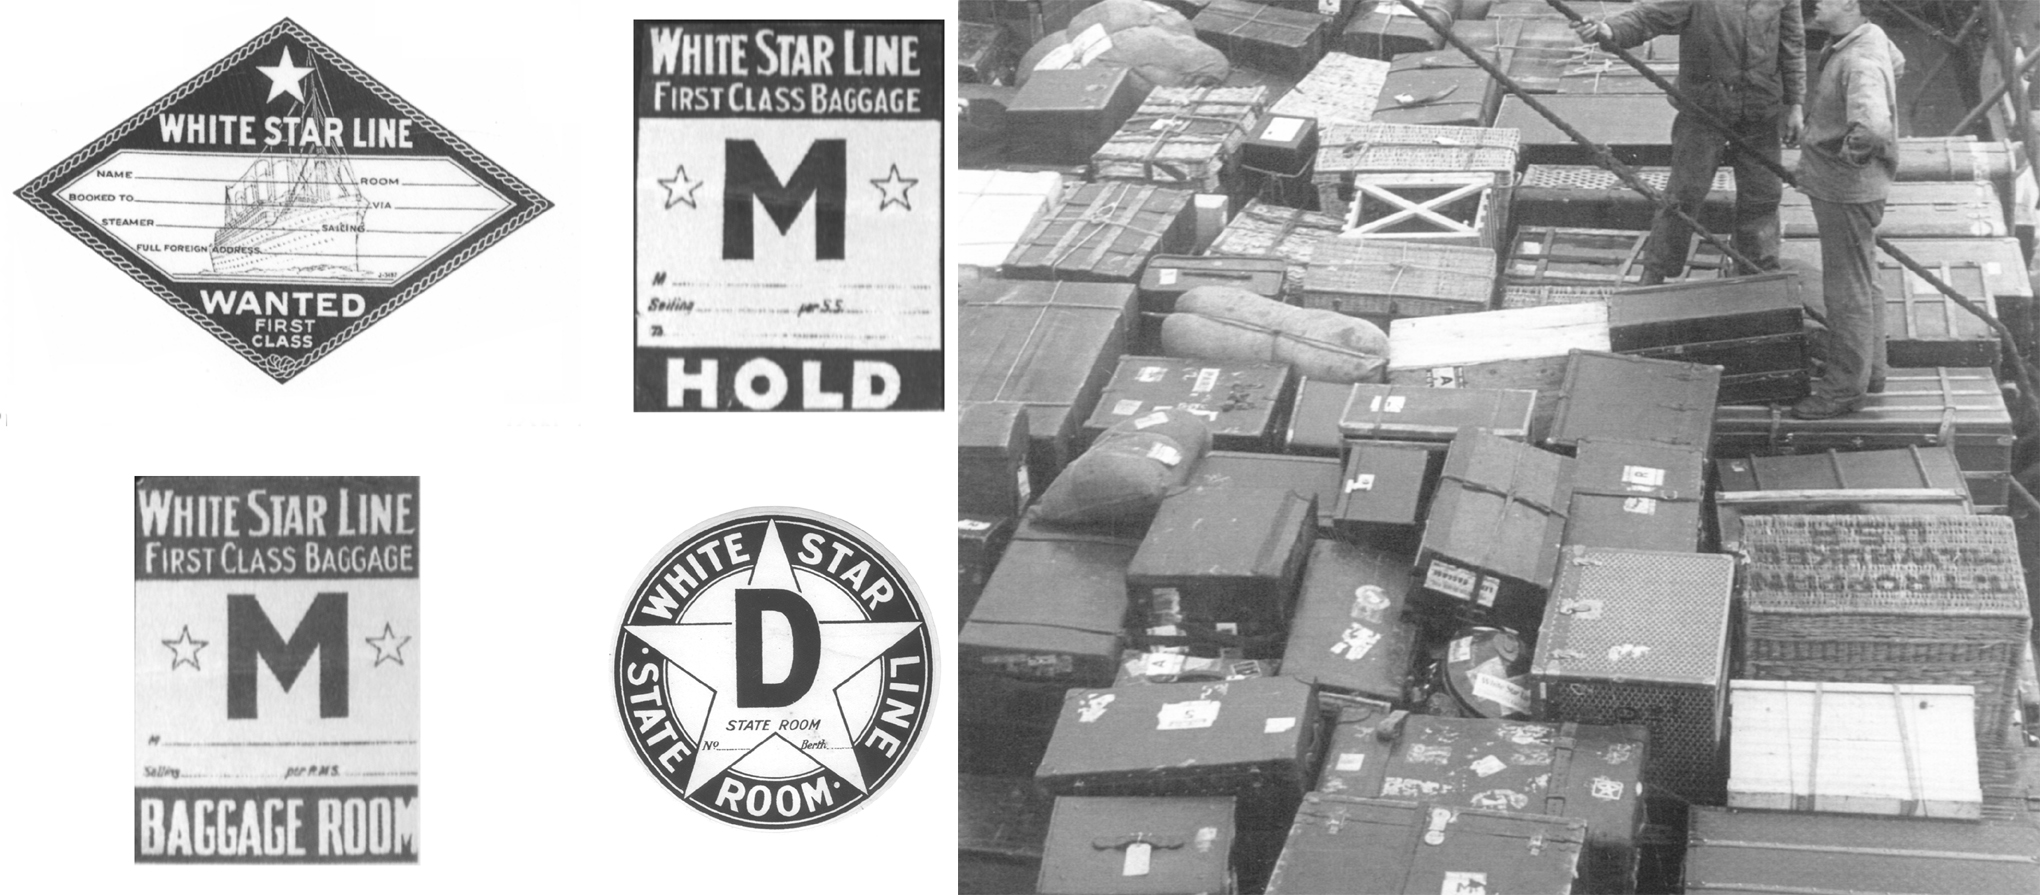 WHITE STAR LINE
NAME
ROOM
BOOKED TO
VIA
STEAMER
SAILING
FULL FOREIGN ADDRESS
WANTED
FIRST
CLASS
WHITE STAR LINE
FIRST CLASS BAGGAGE
M
M
Sailing per S.S.
To
HOLD
WHITE STAR LINE
FIRST CLASS BAGGAGE
M
M
Sailing per R.M.S.
BAGGAGE ROOM
WHITE STAR LINE
D
STATE ROOM
No Berth
· STATE ROOM ·
A
A
White Star
M